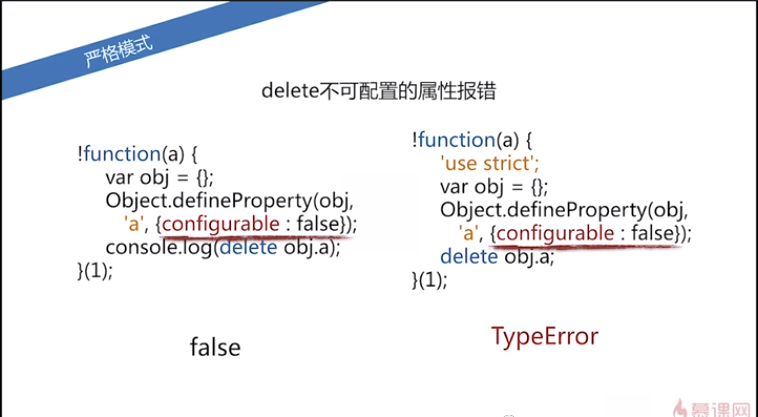 严格模式
delete不可配置的属性报错
!function(a) {
var obj = {};
Object.defineProperty(obj,
'a', {configurable : false});
console.log(delete obj.a);
}(1);
false
!function(a) {
'use strict';
var obj = {};
Object.defineProperty(obj,
'a', {configurable : false});
delete obj.a;
}(1);
TypeError
慕课网